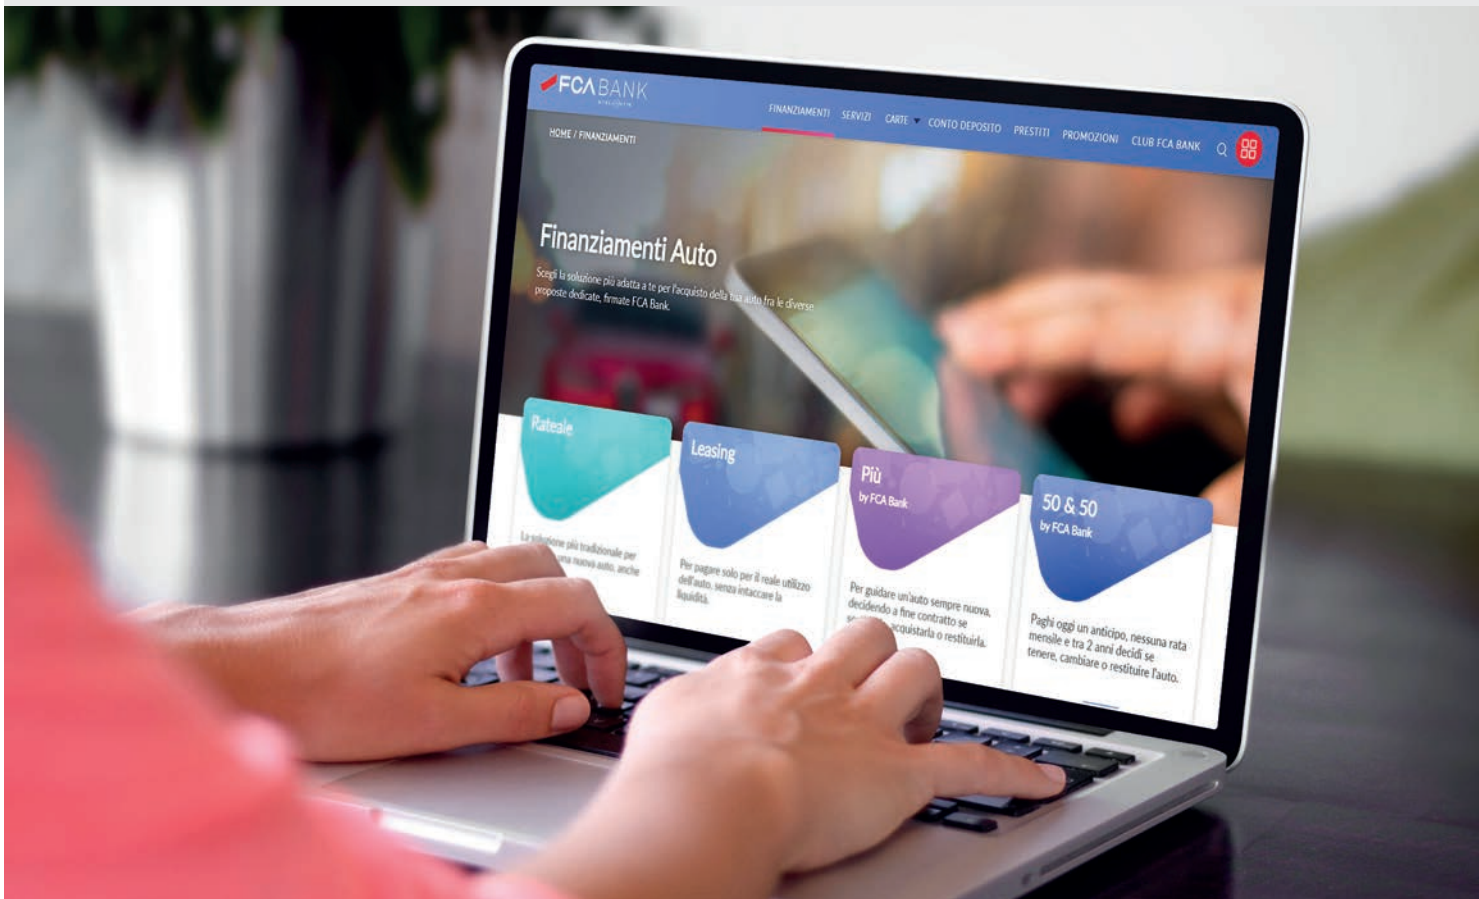 FCA BANK
FINANZIAMENTI SERVIZI CARTE CONTO DEPOSITO PRESTITI PROMOZIONI CLUB FCA BANK
HOME / FINANZIAMENTI
Finanziamenti Auto
Scegli la soluzione più adatta a te per l'acquisto della tua auto fra le diverse
proposte dedicate, firmate FCA Bank.
Rateale
La soluzione più tradizionale per
una nuova auto, anche
Leasing
Per pagare solo per il reale utilizzo
dell'auto, senza intaccare la
liquidità.
Più
by FCA Bank
Per guidare un'auto sempre nuova,
decidendo a fine contratto se
acquistarla o restituirla.
50 & 50
by FCA Bank
Paghi oggi un anticipo, nessuna rata
mensile e tra 2 anni decidi se
tenere, cambiare o restituire l'auto.